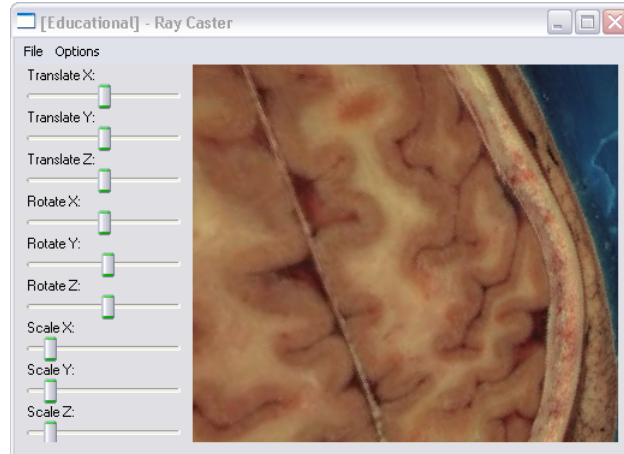 [Educational] - Ray Caster
File Options
Translate X:
Translate Y:
Translate Z:
Rotate X:
Rotate Y:
Rotate Z:
Scale X:
Scale Y:
Scale Z: